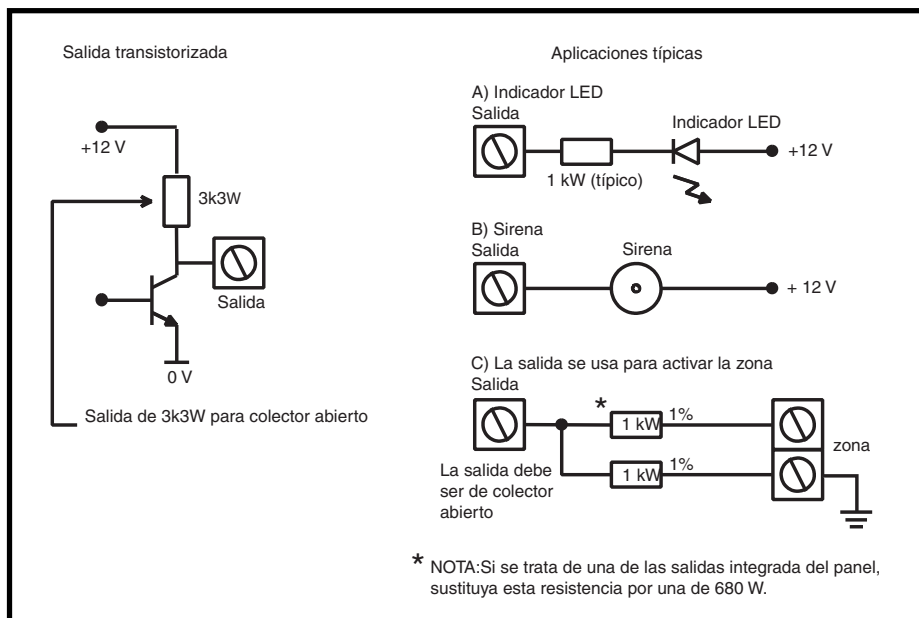 Salida transistorizada
+12 V
3k3W
Salida
0 V
Salida de 3k3W para colector abierto
Aplicaciones típicas
A) Indicador LED
Salida
Indicador LED
+12 V
1 kW (típico)
B) Sirena
Salida
Sirena
+ 12 V
C) La salida se usa para activar la zona
Salida
* 1 kW 1%
zona
1 kW 1%
La salida debe
ser de colector
abierto
* NOTA:Si se trata de una de las salidas integrada del panel,
sustituya esta resistencia por una de 680 W.